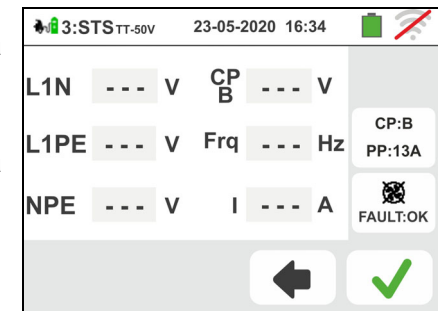 3:STS TT-50V 23-05-2020 16:34
L1N - - - V CP B - - - V
L1PE - - - V Frq - - - Hz
NPE - - - V I - - - A
CP:B
PP:13A
FAULT:OK